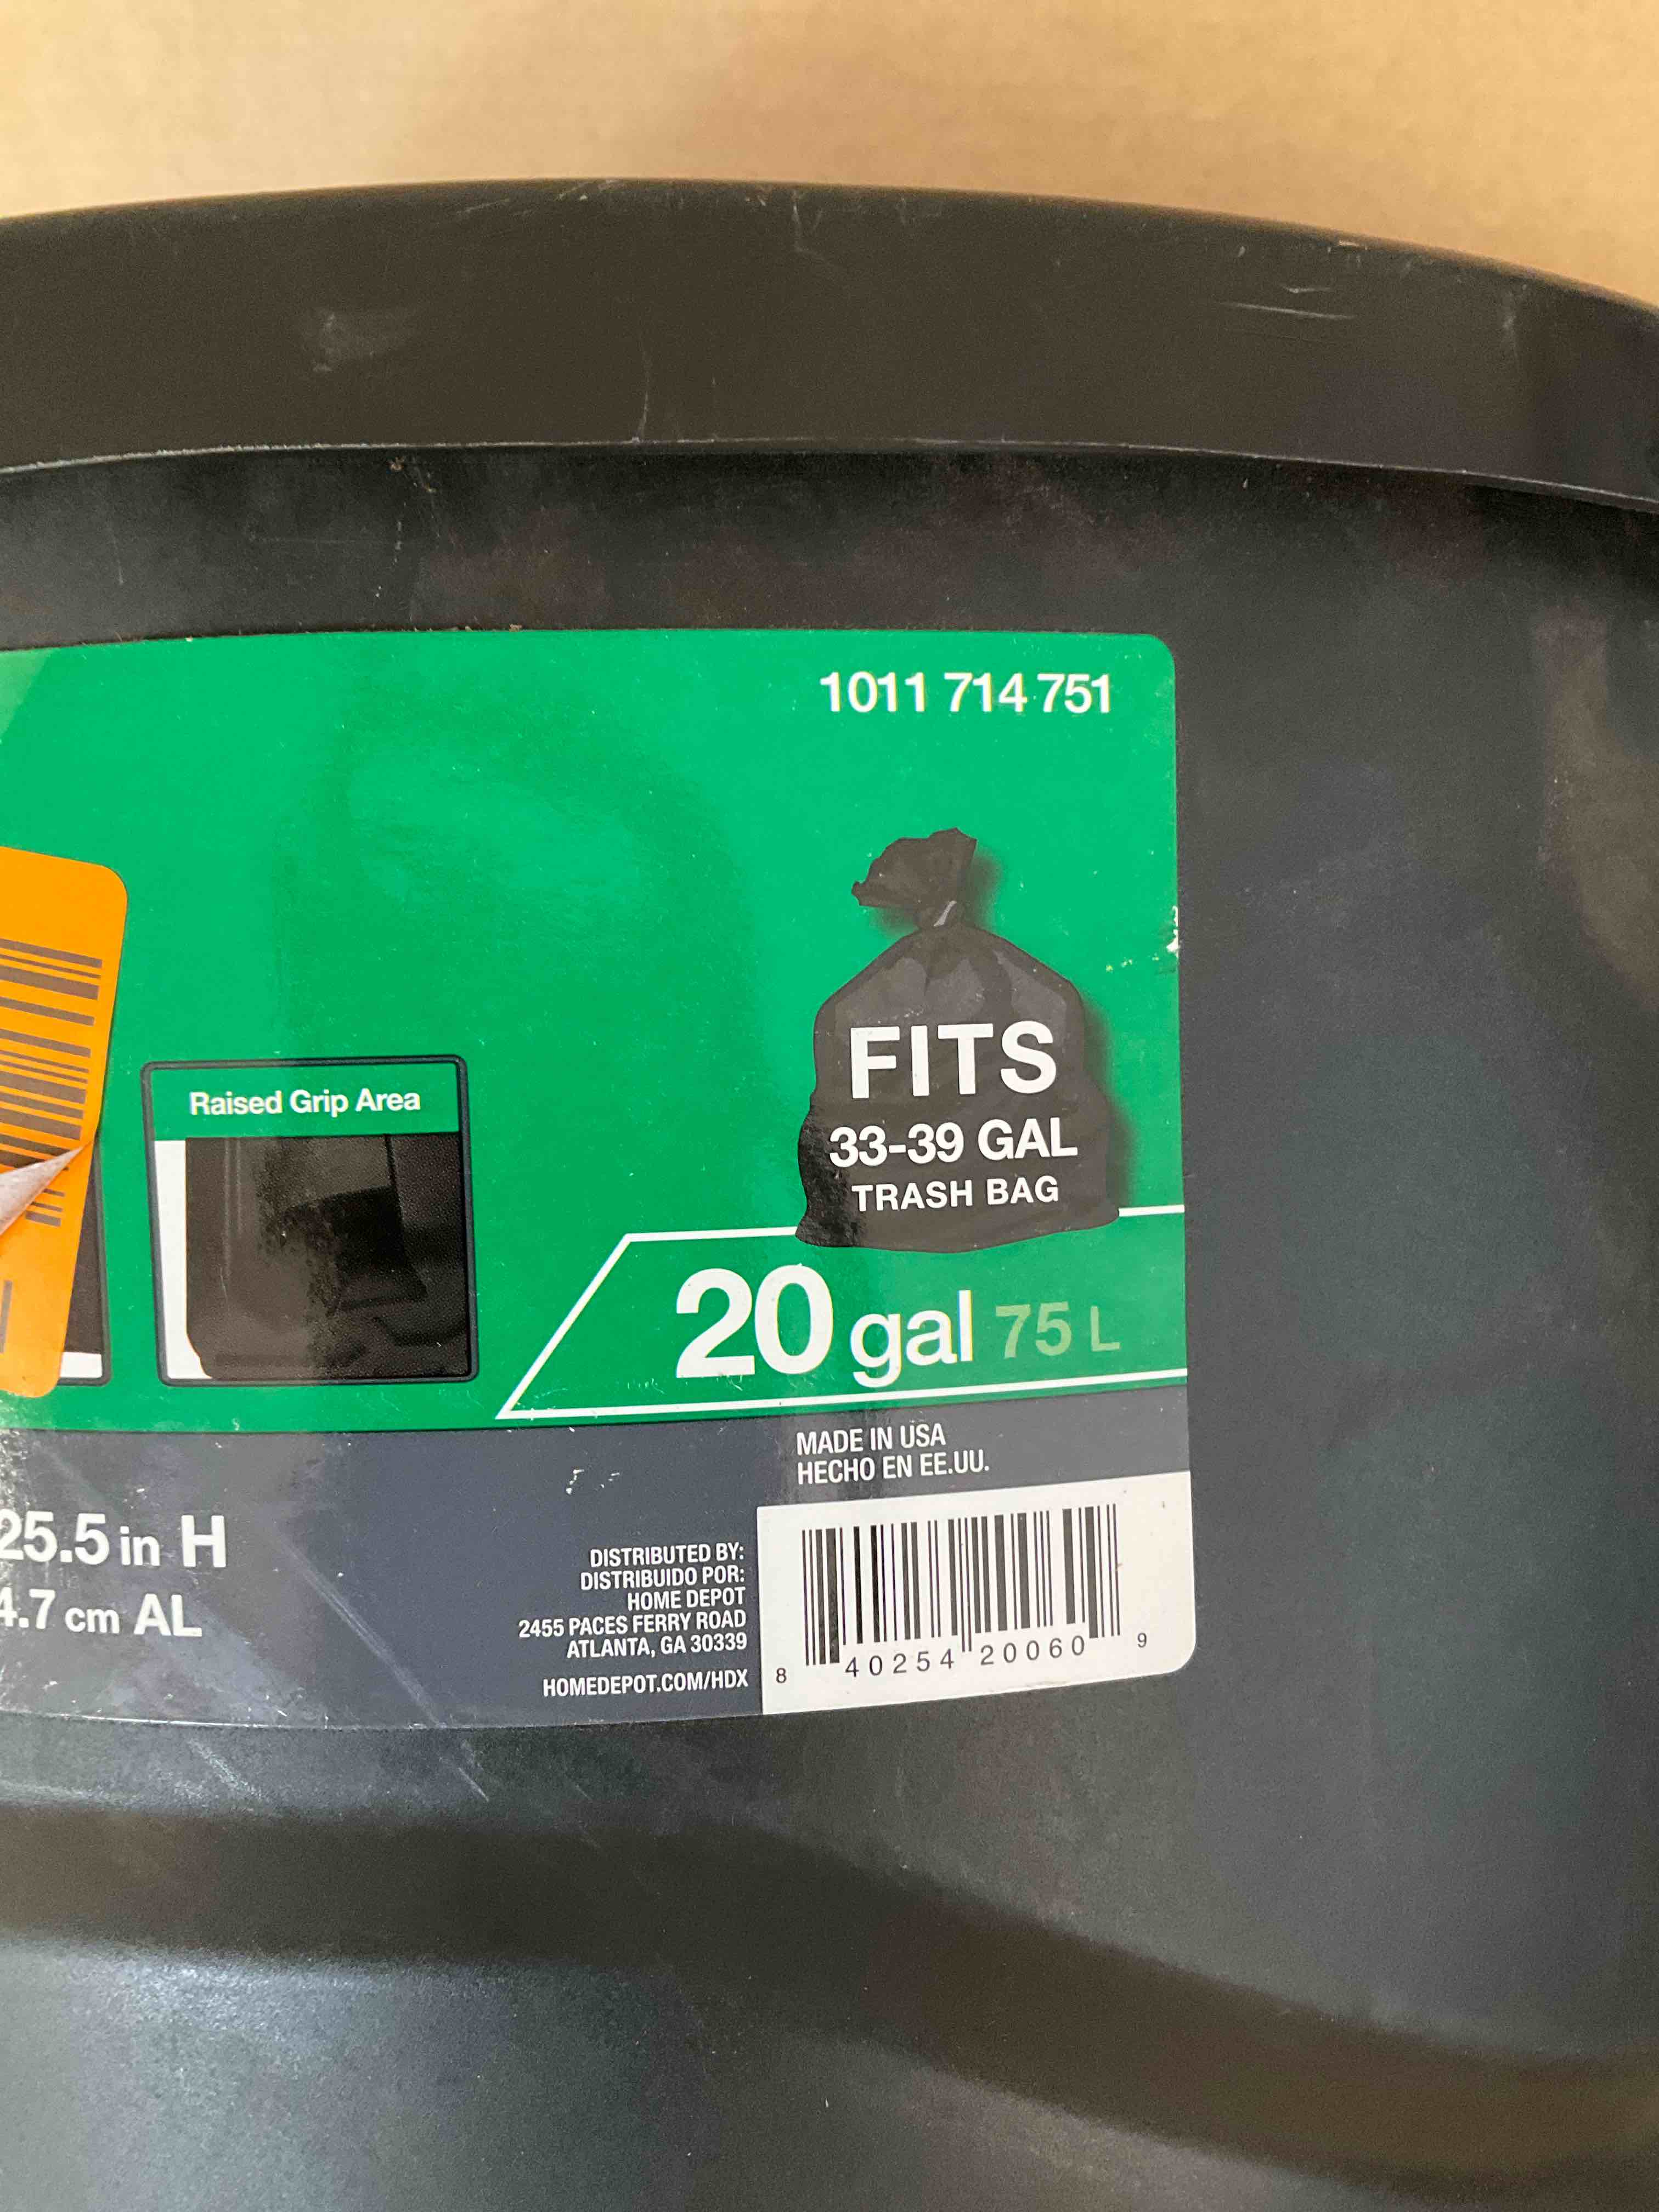 1011 714 751
Raised Grip Area
FITS
33-39 GAL
TRASH BAG
20 gal 75 L
MADE IN USA
HECHO EN EE.UU.
25.5 in H
4.7 cm AL
DISTRIBUTED BY:
DISTRIBUIDO POR:
HOME DEPOT
2455 PACES FERRY ROAD
ATLANTA, GA 30339
HOMEDEPOT.COM/HDX
8 40254 20060 9